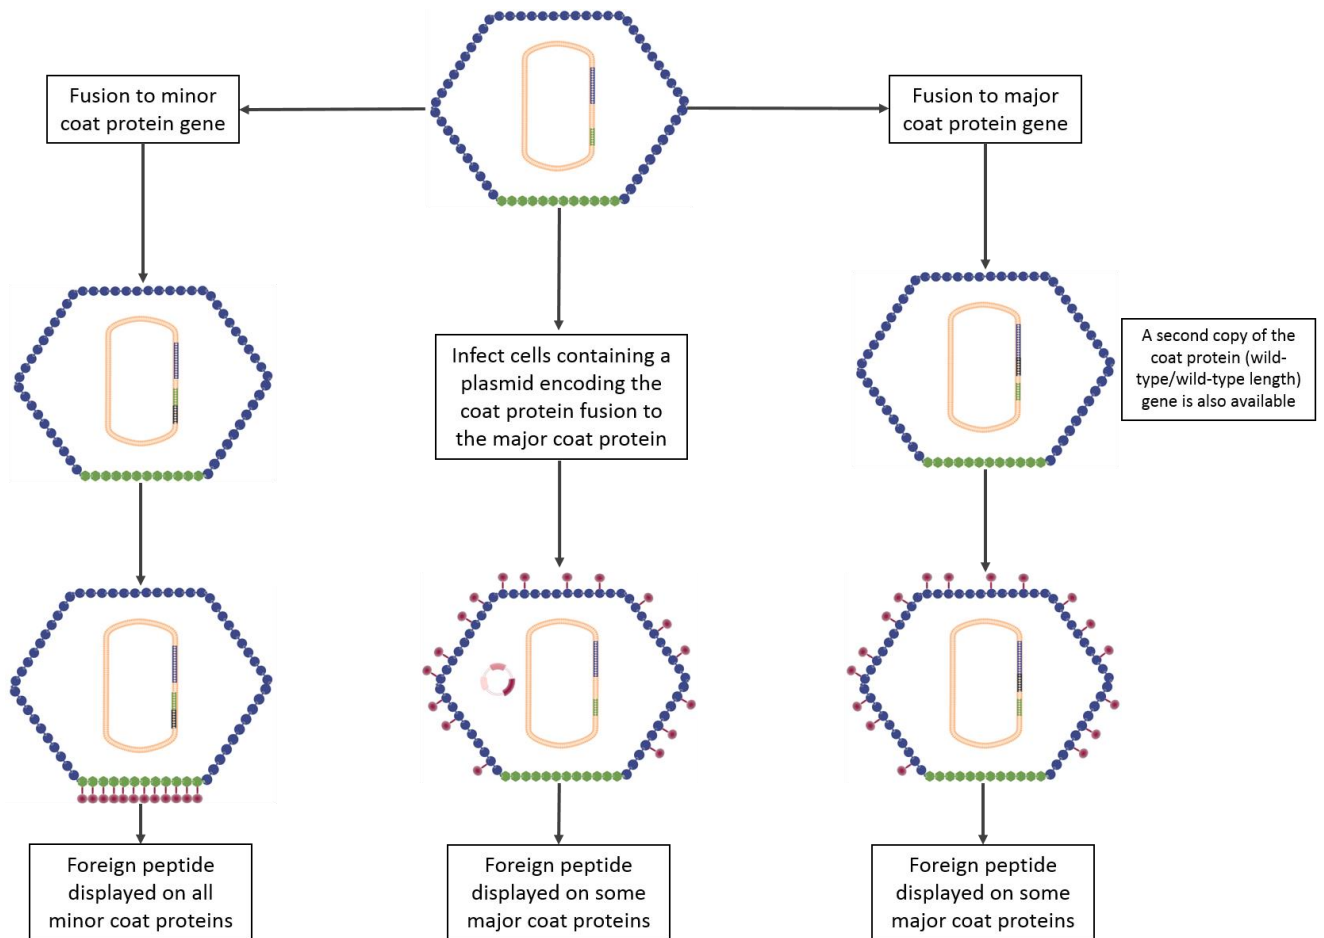 Fusion to minor
coat protein gene
Fusion to major
coat protein gene
Infect cells containing a
plasmid encoding the
coat protein fusion to
the major coat protein
A second copy of the
coat protein (wild-
type/wild-type length)
gene is also available
Foreign peptide
displayed on all
minor coat proteins
Foreign peptide
displayed on some
major coat proteins
Foreign peptide
displayed on some
major coat proteins